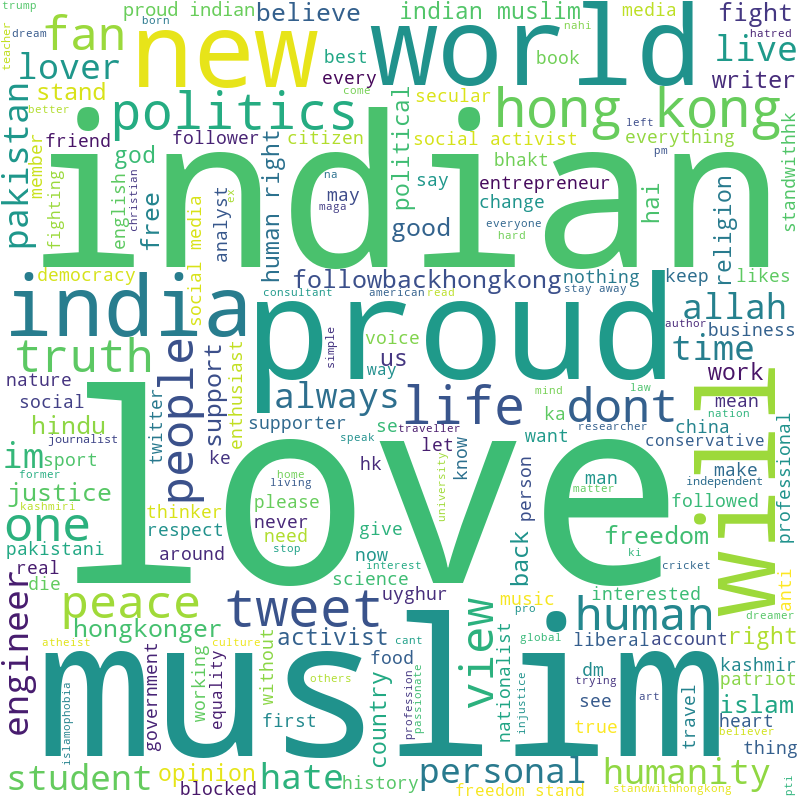 trump
proud indian
believe
indian muslim
media
fight
born
nahi
hatred
dream
new
world
fan
live
teacher
lover
best
every
book
writer
better
come
secular
stand
politics
hong kong
pakistan
left
member
friend
follower
citizen
social activist
everything
pm
standwithhk
indian
god
human right
political
bhakt
christian
english
free
analyst
na
ex
may
maga
say
entrepreneur
change
hai
religion
fighting
everyone
hard
good
social media
democracy
followbackhongkong
nothing
keep
likes
india
consultant
american
read
stay away
allah
proud
author
business
truth
people
support
enthusiast
simple
voice
us
way
time
nature
social
always
life
dont
mind
law
work
mean
nation
hindu
journalist
twitter
supporter
se
traveller
ka
researcher
china
conservative
will
professional
im
sport
ke
speak
let
know
want
former
hk
love
home
living
man
make
independent
justice
kashmiri
thinker
please
university
person
matter
followed
one
respect
never
need
give
back
freedom
pakistani
real
around
stop
now
interest
ki
cricket
die
science
uyghur
interested
anti
engineer
peace
tweet
music
human
dreamer
hongkonger
activist
view
pro
global
liberal
account
right
atheist
culture
cant
muslim
islamophobia
government
working
equality
without
others
food
country
profession
passionate
nationalist
injustice
dm
trying
see
art
travel
kashmir
patriot
islam
heart
believer
first
true
thing
student
opinion
hate
personal
humanity
blocked
history
freedom stand
standwithhongkong
pti